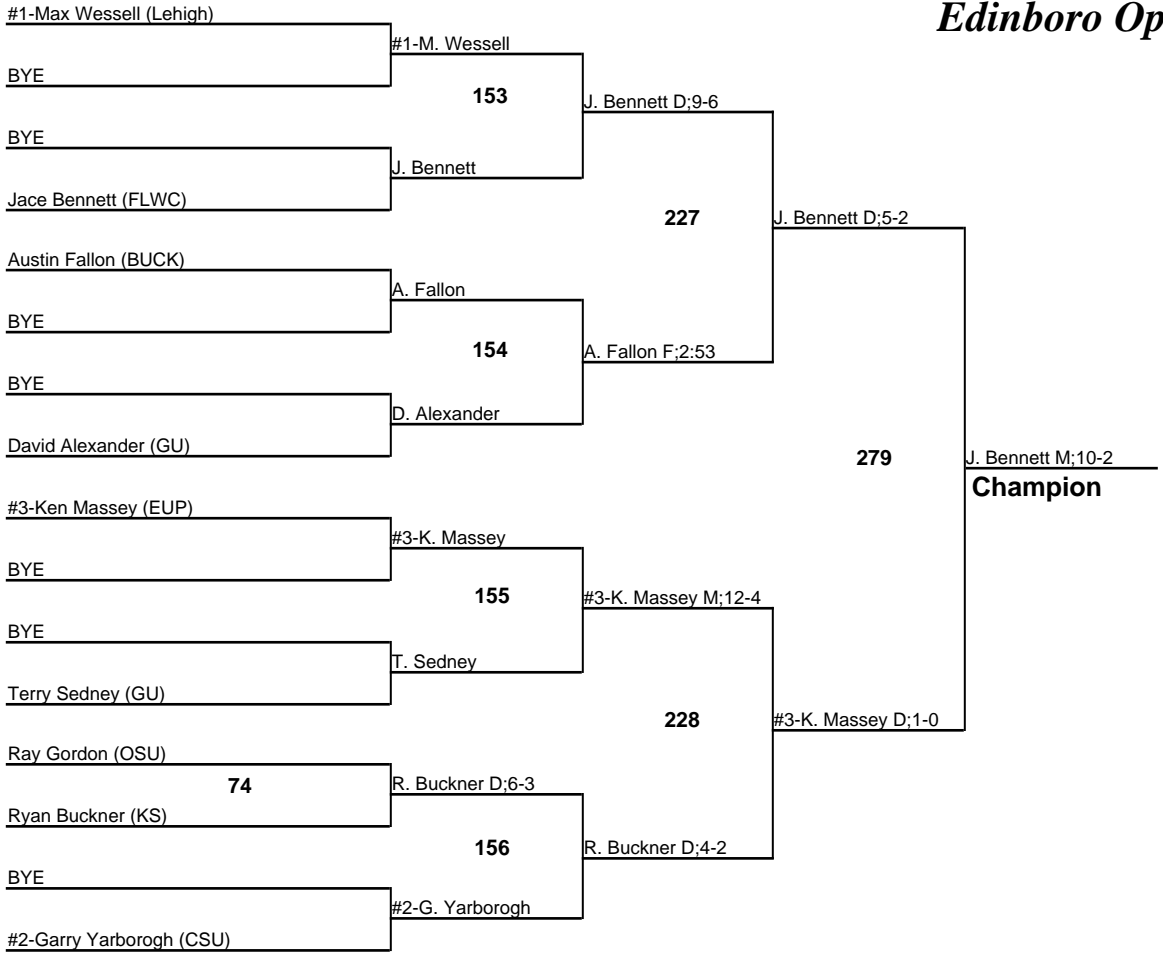 Edinboro Op
#1-Max Wessell (Lehigh)
BYE
BYE
Jace Bennett (FLWC)
Austin Fallon (BUCK)
BYE
BYE
David Alexander (GU)
#3-Ken Massey (EUP)
BYE
BYE
Terry Sedney (GU)
Ray Gordon (OSU)
74
Ryan Buckner (KS)
BYE
#2-Garry Yarborogh (CSU)
#1-M. Wessell
153
J. Bennett
A. Fallon
154
D. Alexander
#3-K. Massey
155
T. Sedney
R. Buckner D;6-3
156
#2-G. Yarborogh
J. Bennett D;9-6
227
A. Fallon F;2:53
#3-K. Massey M;12-4
228
R. Buckner D;4-2
J. Bennett D;5-2
279
#3-K. Massey D;1-0
J. Bennett M;10-2
Champion